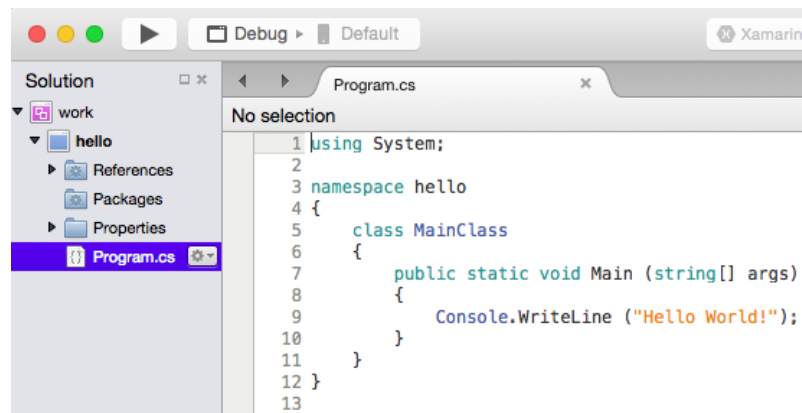 Debug Default
Xamarin
Solution
Program.cs
work
No selection
hello
References
Packages
Properties
Program.cs
1 using System;
2
3 namespace hello
4 {
5     class MainClass
6     {
7         public static void Main (string[] args)
8         {
9             Console.WriteLine ("Hello World!");
10         }
11     }
12 }
13